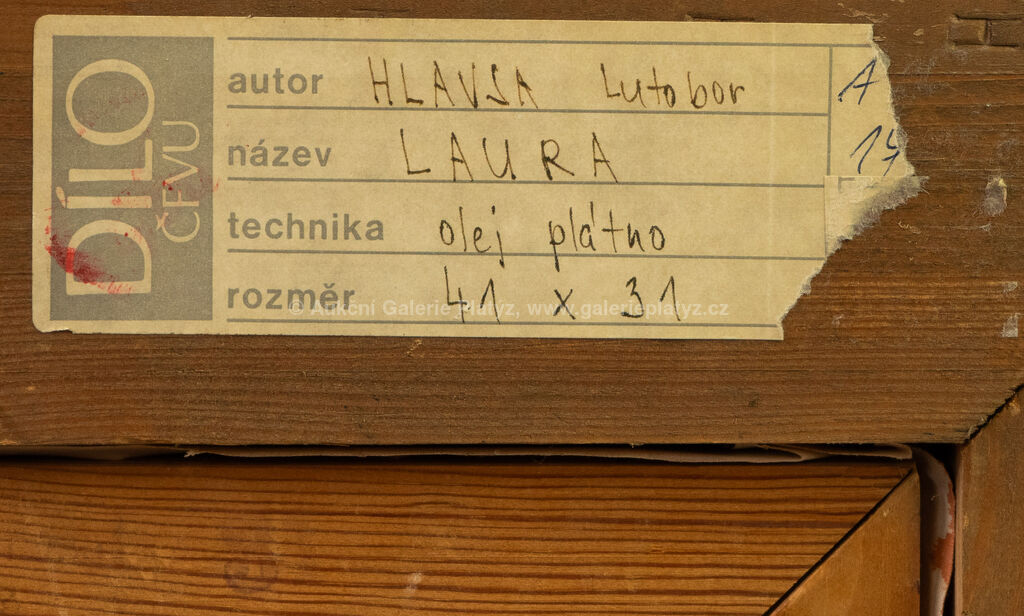 DÍLO
ČFVU
autor HLAVSA Lutobor A
název LAURA
technika olej plátno
rozměr 41 x 31
© Aukční Galerie Platýz, www.galerieplatyz.cz